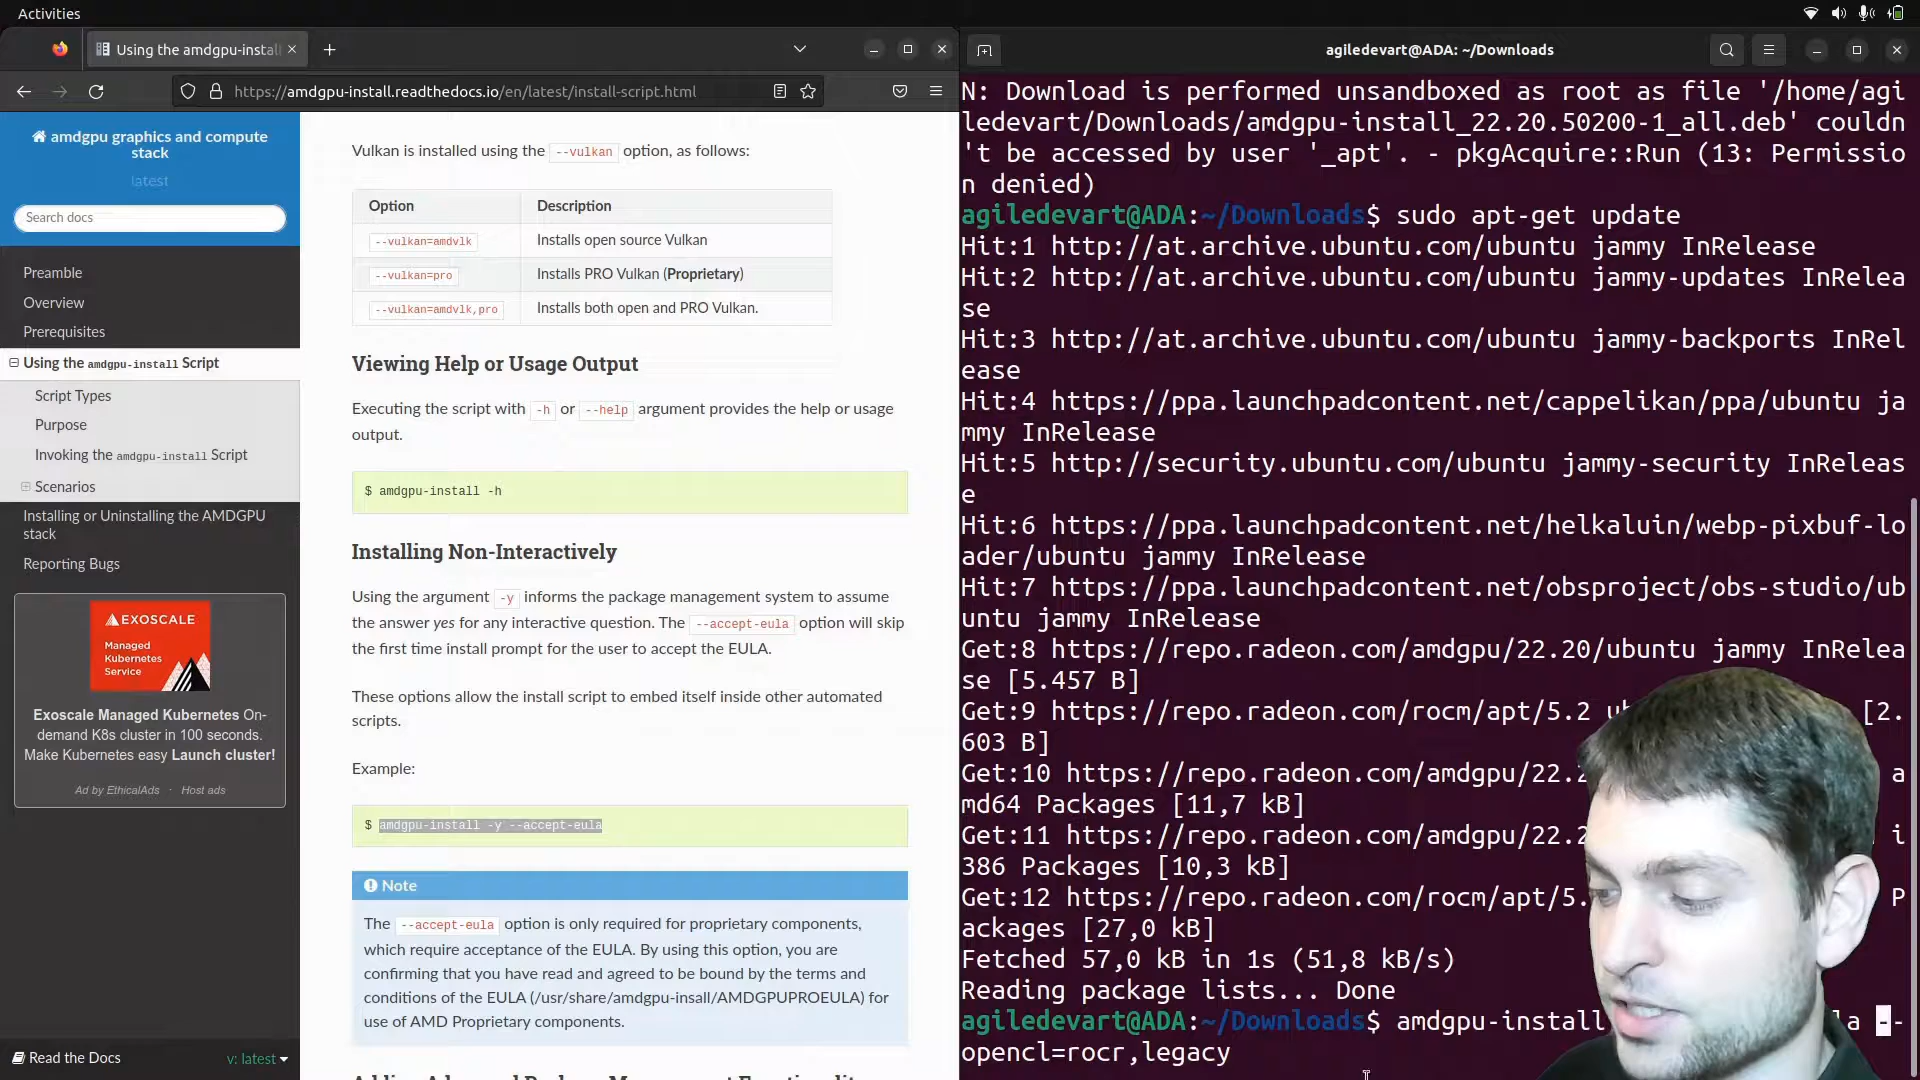 Activities
Using the amdgpu-instal
https://amdgpu-install.readthedocs.io/en/latest/install-script.html
amdgpu graphics and compute
stack
latest
Search docs
Preamble
Overview
Prerequisites
Using the amdgpu-install Script
Script Types
Purpose
Invoking the amdgpu-install Script
Scenarios
Installing or Uninstalling the AMDGPU
stack
Reporting Bugs
EXOSCALE
Managed
Kubernetes
Service
Exoscale Managed Kubernetes On-
demand K8s cluster in 100 seconds.
Make Kubernetes easy Launch cluster!
Ad by EthicalAds · Host ads
Read the Docs
v: latest
Vulkan is installed using the --vulkan option, as follows:
Option Description
--vulkan=amdvlk Installs open source Vulkan
--vulkan=pro Installs PRO Vulkan (Proprietary)
--vulkan=amdvlk,pro Installs both open and PRO Vulkan.
Viewing Help or Usage Output
Executing the script with -h or --help argument provides the help or usage
output.
$ amdgpu-install -h
Installing Non-Interactively
Using the argument -y informs the package management system to assume
the answer yes for any interactive question. The --accept-eula option will skip
the first time install prompt for the user to accept the EULA.
These options allow the install script to embed itself inside other automated
scripts.
Example:
$ amdgpu-install -y --accept-eula
Note
The --accept-eula option is only required for proprietary components,
which require acceptance of the EULA. By using this option, you are
confirming that you have read and agreed to be bound by the terms and
conditions of the EULA (/usr/share/amdgpu-insall/AMDGPUPROEULA) for
use of AMD Proprietary components.
agiledevart@ADA: ~/Downloads
N: Download is performed unsandboxed as root as file '/home/agi
ledevart/Downloads/amdgpu-install_22.20.50200-1_all.deb' couldn
't be accessed by user '_apt'. - pkgAcquire::Run (13: Permissio
n denied)
agiledevart@ADA:~/Downloads$ sudo apt-get update
Hit:1 http://at.archive.ubuntu.com/ubuntu jammy InRelease
Hit:2 http://at.archive.ubuntu.com/ubuntu jammy-updates InRelea
se
Hit:3 http://at.archive.ubuntu.com/ubuntu jammy-backports InRel
ease
Hit:4 https://ppa.launchpadcontent.net/cappelikan/ppa/ubuntu ja
mmy InRelease
Hit:5 http://security.ubuntu.com/ubuntu jammy-security InReleas
e
Hit:6 https://ppa.launchpadcontent.net/helkaluin/webp-pixbuf-lo
ader/ubuntu jammy InRelease
Hit:7 https://ppa.launchpadcontent.net/obsproject/obs-studio/ub
untu jammy InRelease
Get:8 https://repo.radeon.com/amdgpu/22.20/ubuntu jammy InRelea
se [5.457 B]
Get:9 https://repo.radeon.com/rocm/apt/5.2 [2.
603 B]
Get:10 https://repo.radeon.com/amdgpu/22. a
md64 Packages [11,7 kB]
Get:11 https://repo.radeon.com/amdgpu/22. i
386 Packages [10,3 kB]
Get:12 https://repo.radeon.com/rocm/apt/5. P
ackages [27,0 kB]
Fetched 57,0 kB in 1s (51,8 kB/s)
Reading package lists... Done
agiledevart@ADA:~/Downloads$ amdgpu-install la --
opencl=rocr,legacy